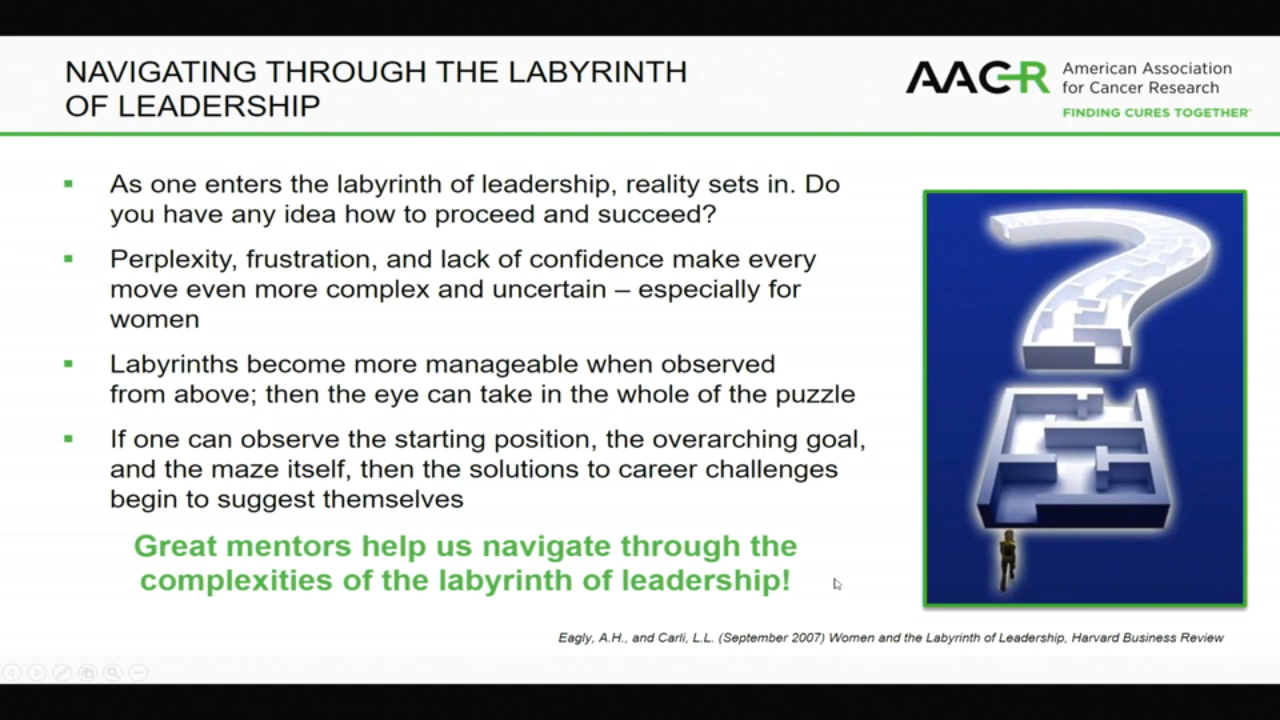 NAVIGATING THROUGH THE LABYRINTH
OF LEADERSHIP
AACR
American Association
for Cancer Research
FINDING CURES TOGETHER
As one enters the labyrinth of leadership, reality sets in. Do
you have any idea how to proceed and succeed?
Perplexity, frustration, and lack of confidence make every
move even more complex and uncertain – especially for
women
Labyrinths become more manageable when observed
from above; then the eye can take in the whole of the puzzle
If one can observe the starting position, the overarching goal,
and the maze itself, then the solutions to career challenges
begin to suggest themselves
Great mentors help us navigate through the
complexities of the labyrinth of leadership!
Eagly, A.H., and Carli, L.L. (September 2007) Women and the Labyrinth of Leadership, Harvard Business Review